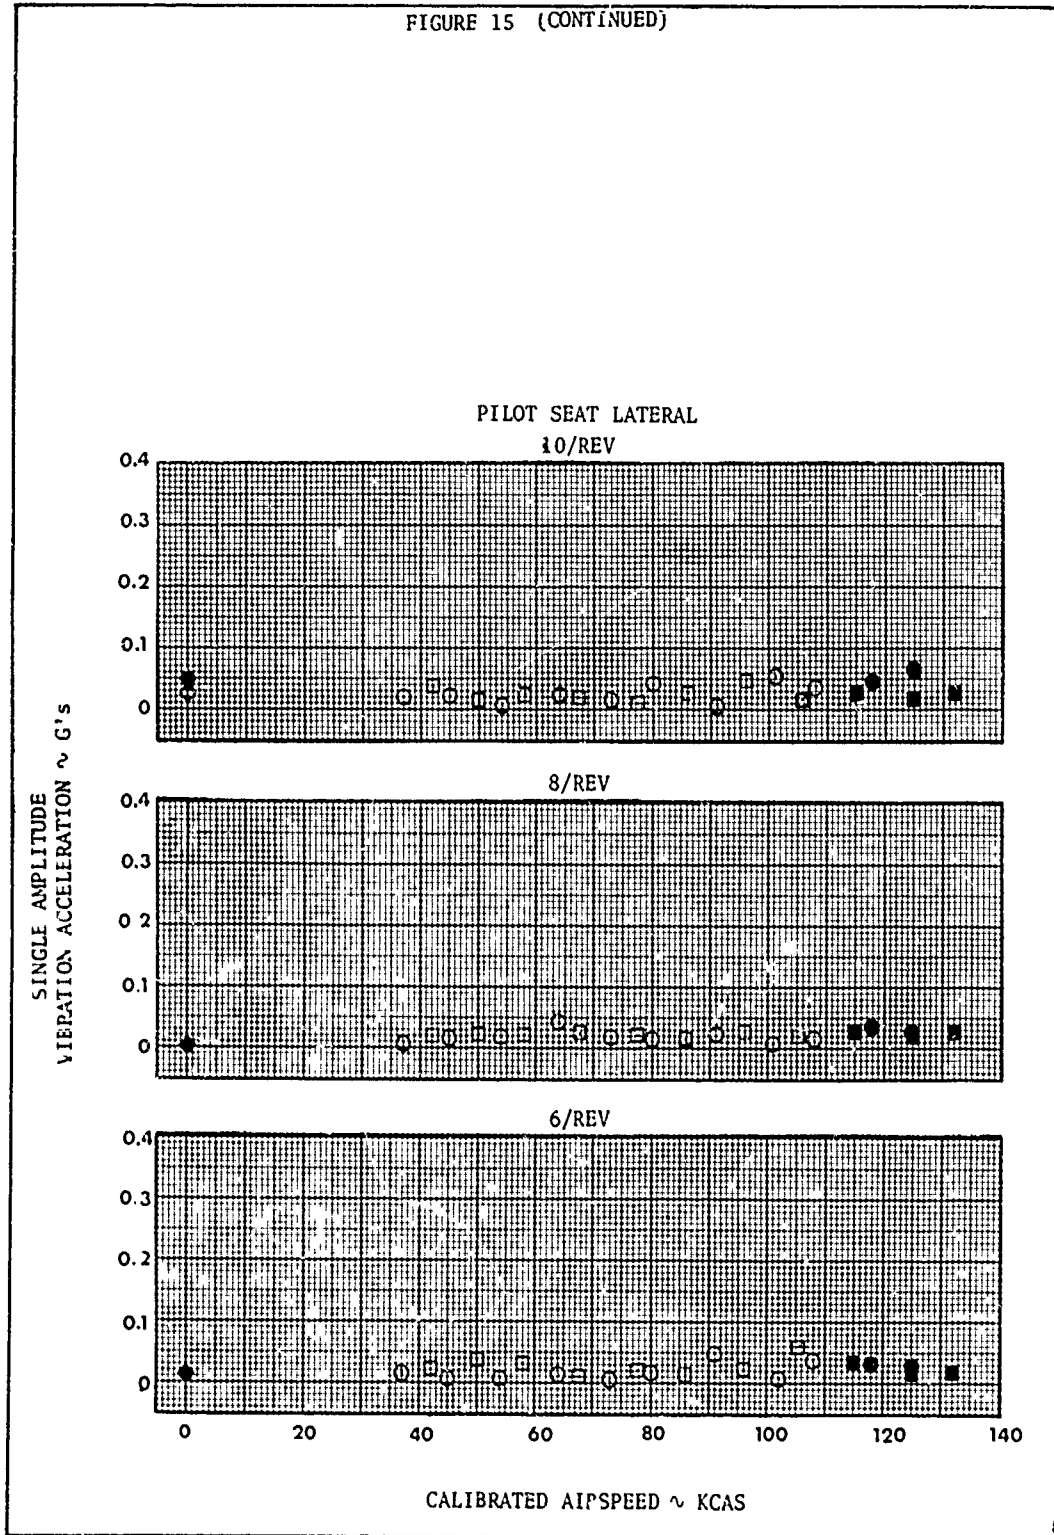 FIGURE 15 (CONTINUED)
PILOT SEAT LATERAL
10/REV
0.4
0.3
0.2
0.1
0
8/REV
0.4
0.3
0 2
0.1
0
6/REV
0.4
0.3
0.2
0.1
0
0 20 40 60 80 100 120 140
SINGLE AMPLITUDE
VIBRATION ACCELERATION ~ G's
CALIBRATED AIRSPEED ~ KCAS